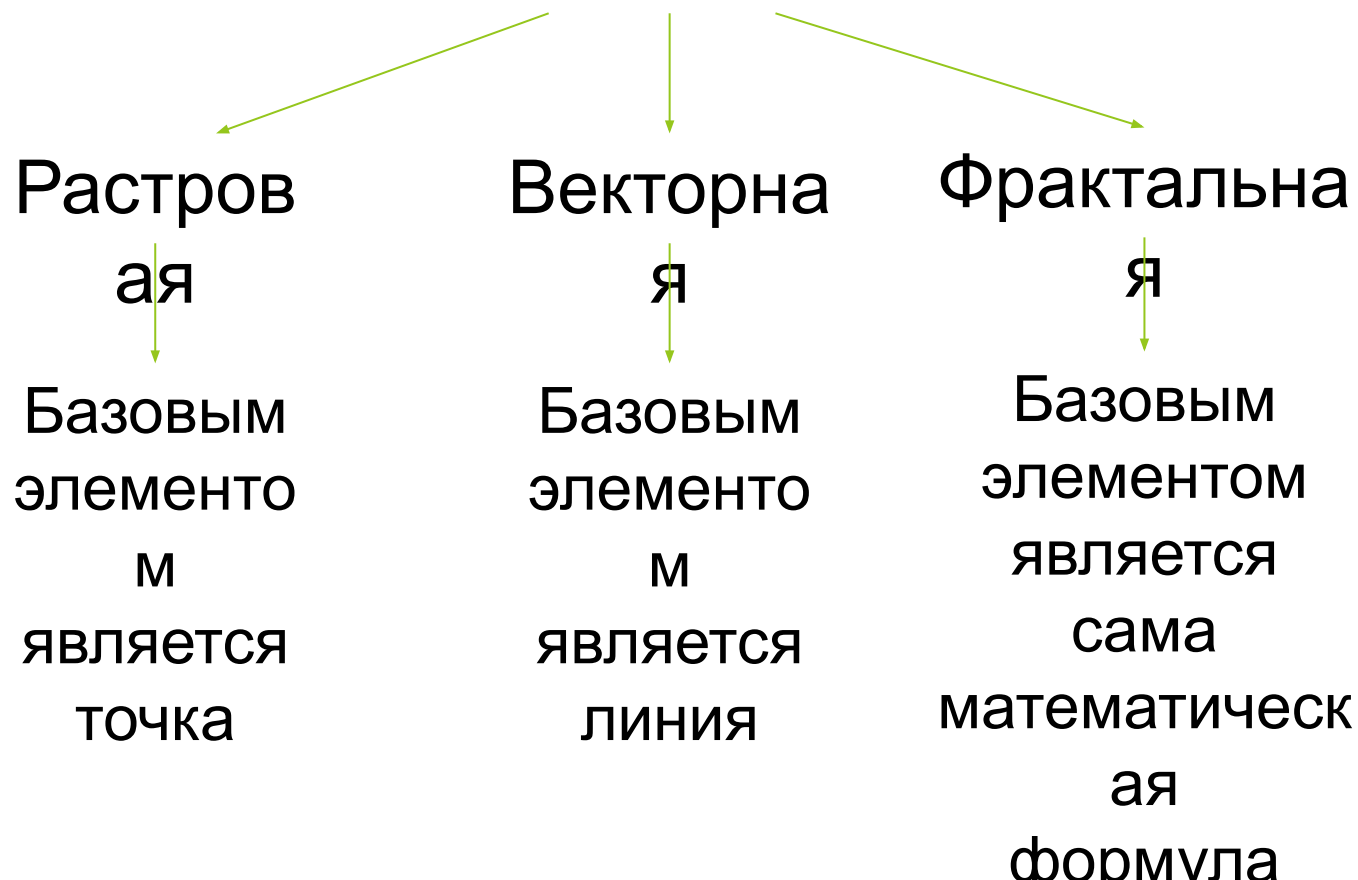 Растров
ая
Базовым
элементо
м
является
точка
Векторна
я
Базовым
элементо
м
является
линия
Фрактальна
я
Базовым
элементом
является
сама
математическ
ая
формула